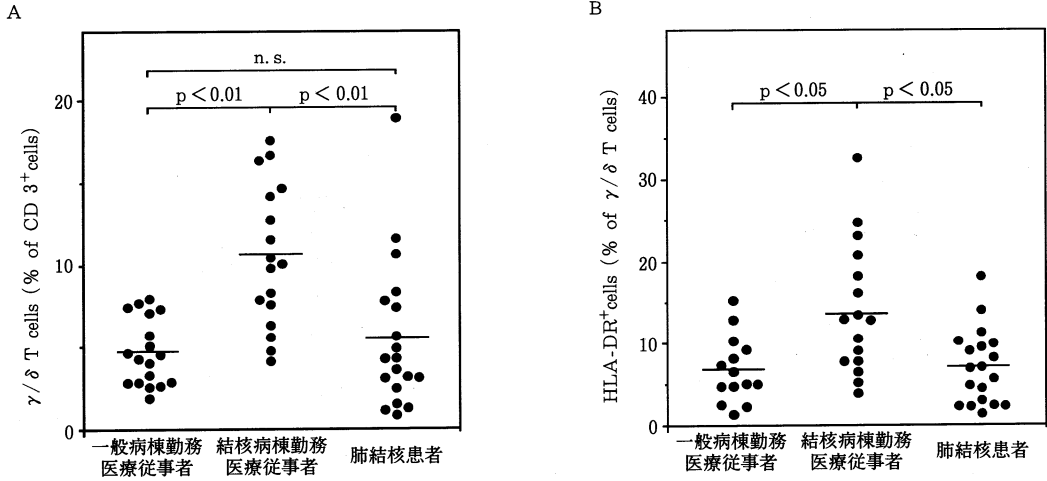 A
n.s.
p < 0.01
p < 0.01
20
10
0
γ/δ T cells (% of CD 3+cells)
一般病棟勤務
医療従事者
結核病棟勤務
医療従事者
肺結核患者
B
p < 0.05
p < 0.05
40
30
20
10
0
HLA-DR+cells (% of γ/δ T cells)
一般病棟勤務
医療従事者
結核病棟勤務
医療従事者
肺結核患者